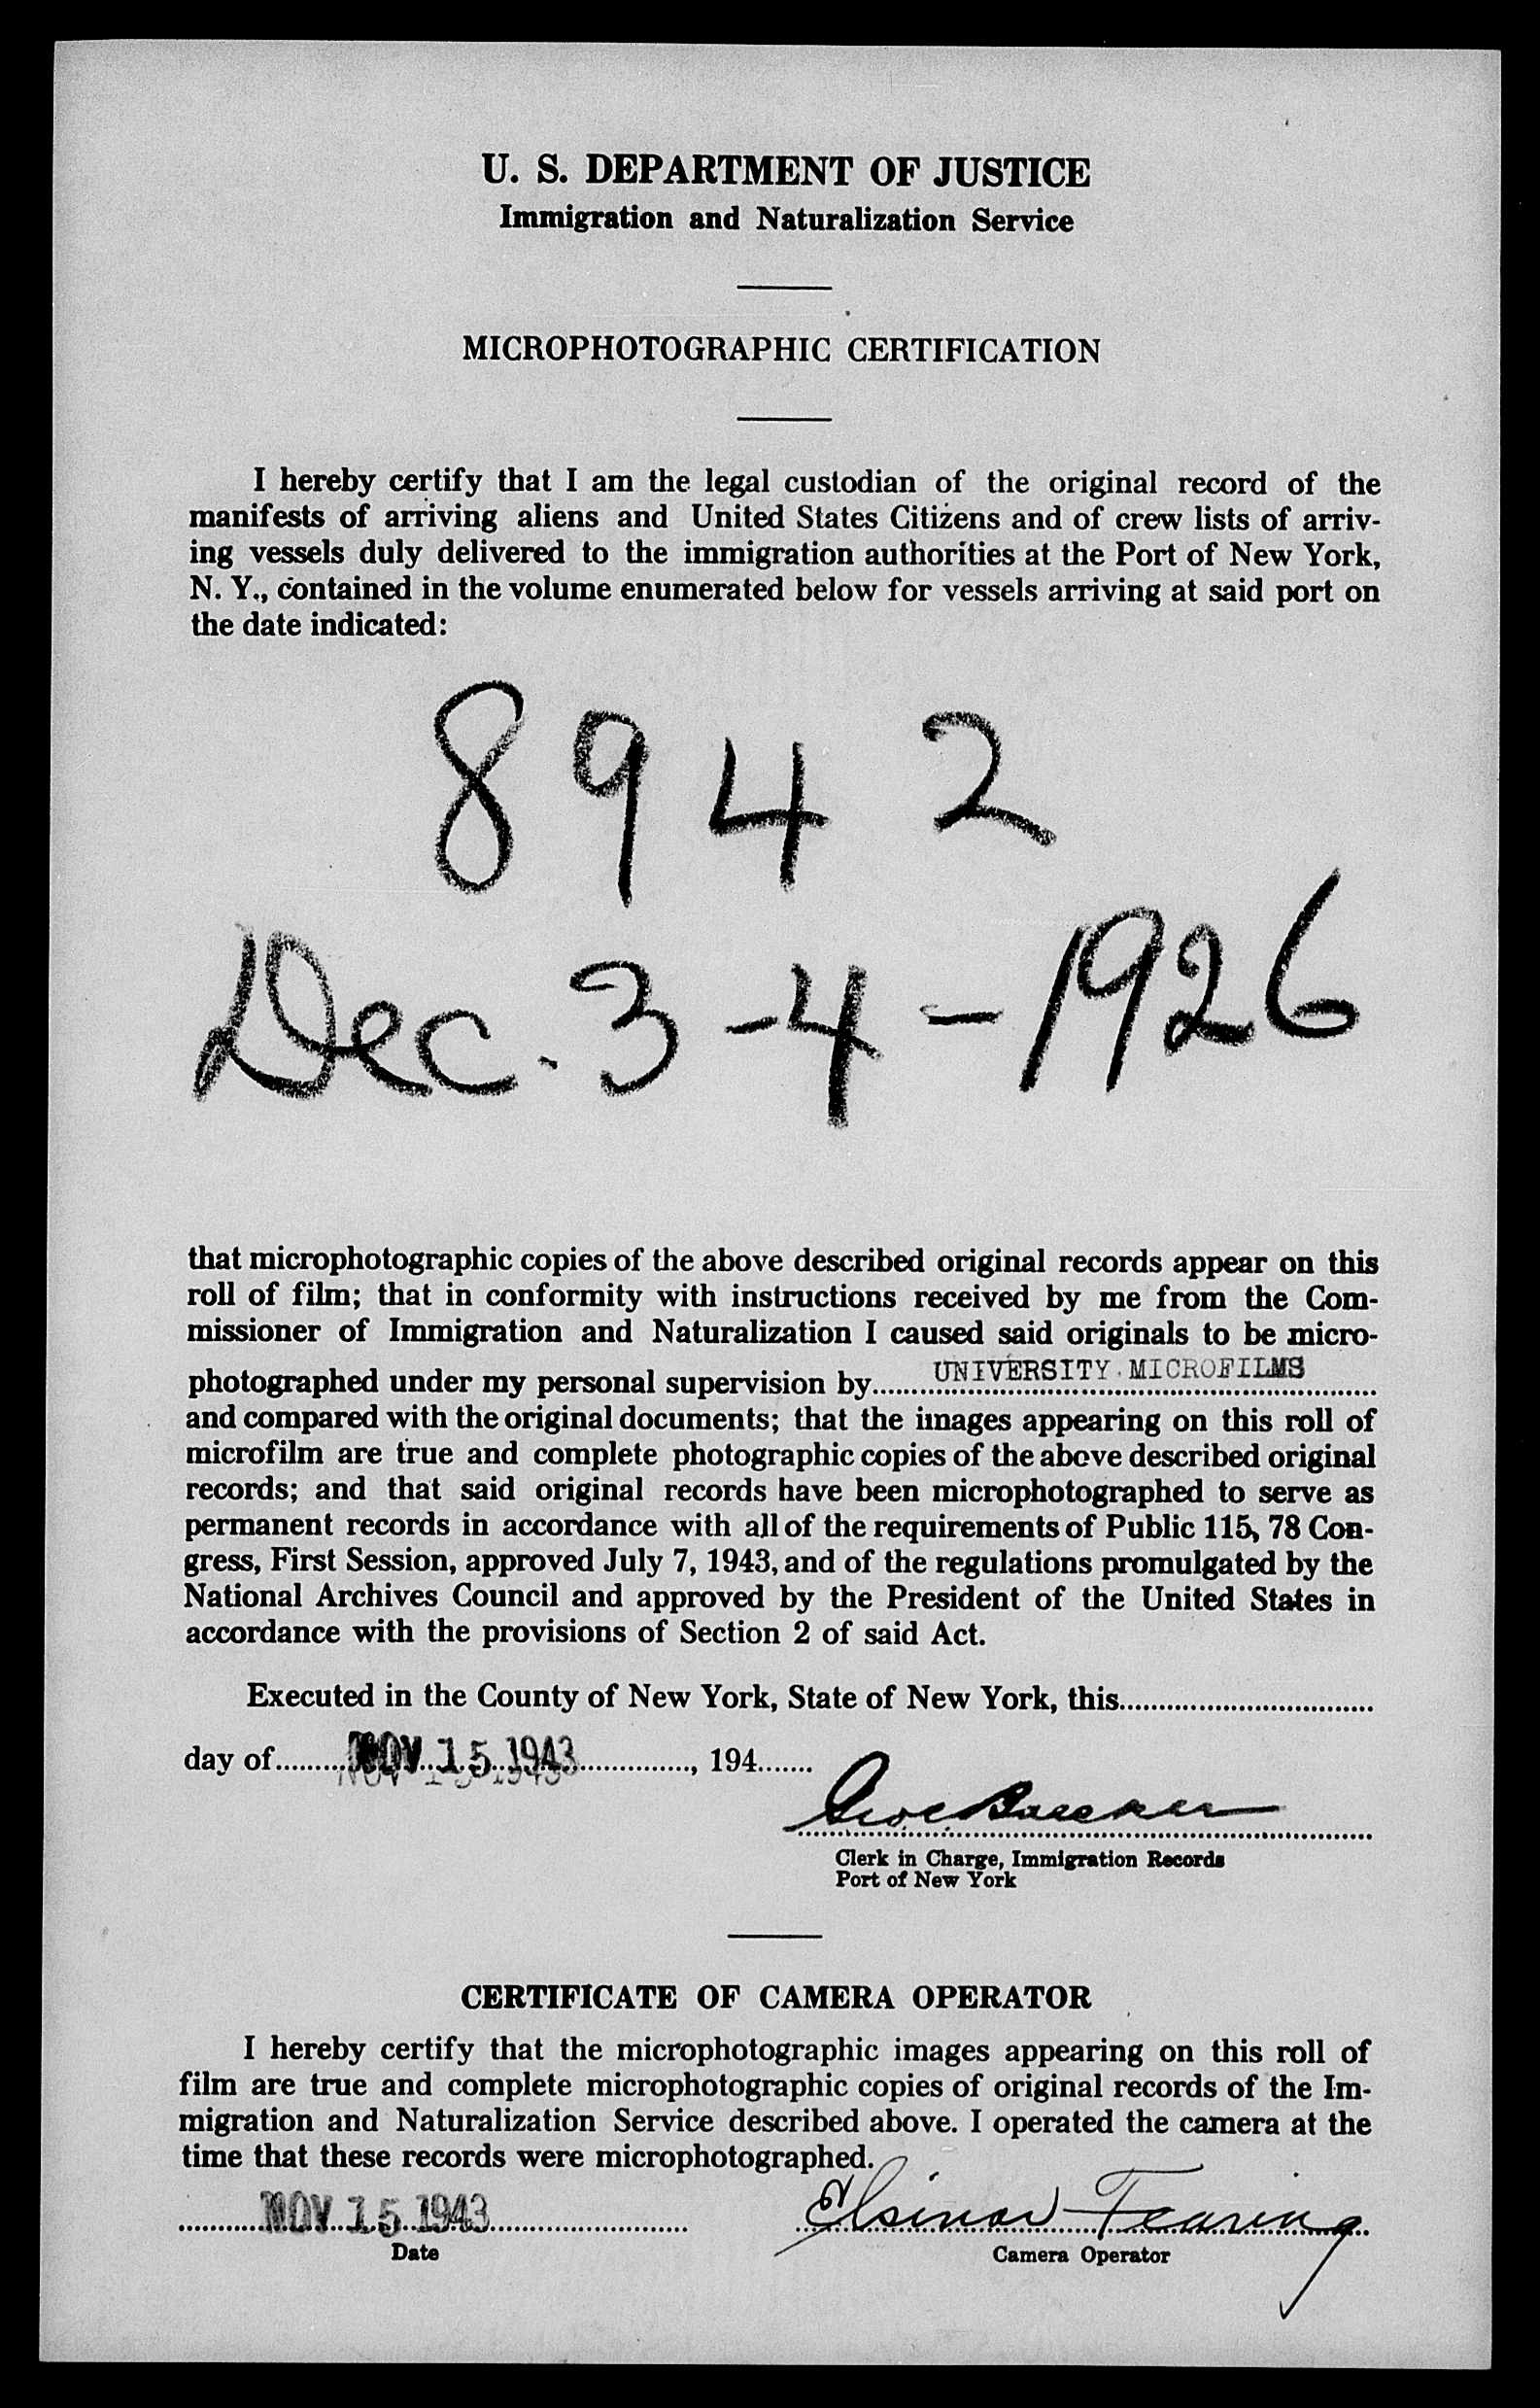 U. S. DEPARTMENT OF JUSTICE
Immigration and Naturalization Service
MICROPHOTOGRAPHIC CERTIFICATION
I hereby certify that I am the legal custodian of the original record of the
manifests of arriving aliens and United States Citizens and of crew lists of arriv-
ing vessels duly delivered to the immigration authorities at the Port of New York,
N. Y., contained in the volume enumerated below for vessels arriving at said port on
the date indicated:
8942
Dec. 3-4-1926
that microphotographic copies of the above described original records appear on this
roll of film; that in conformity with instructions received by me from the Com-
missioner of Immigration and Naturalization I caused said originals to be micro-
photographed under my personal supervision by UNIVERSITY MICROFILMS
and compared with the original documents; that the images appearing on this roll of
microfilm are true and complete photographic copies of the above described original
records; and that said original records have been microphotographed to serve as
permanent records in accordance with all of the requirements of Public 115, 78 Con-
gress, First Session, approved July 7, 1943, and of the regulations promulgated by the
National Archives Council and approved by the President of the United States in
accordance with the provisions of Section 2 of said Act.
Executed in the County of New York, State of New York, this
day of NOV 15 1943, 194
Clerk in Charge, Immigration Records
Port of New York
CERTIFICATE OF CAMERA OPERATOR
I hereby certify that the microphotographic images appearing on this roll of
film are true and complete microphotographic copies of original records of the Im-
migration and Naturalization Service described above. I operated the camera at the
time that these records were microphotographed.
NOV 15 1943 Elsinor Fearing
Date Camera Operator